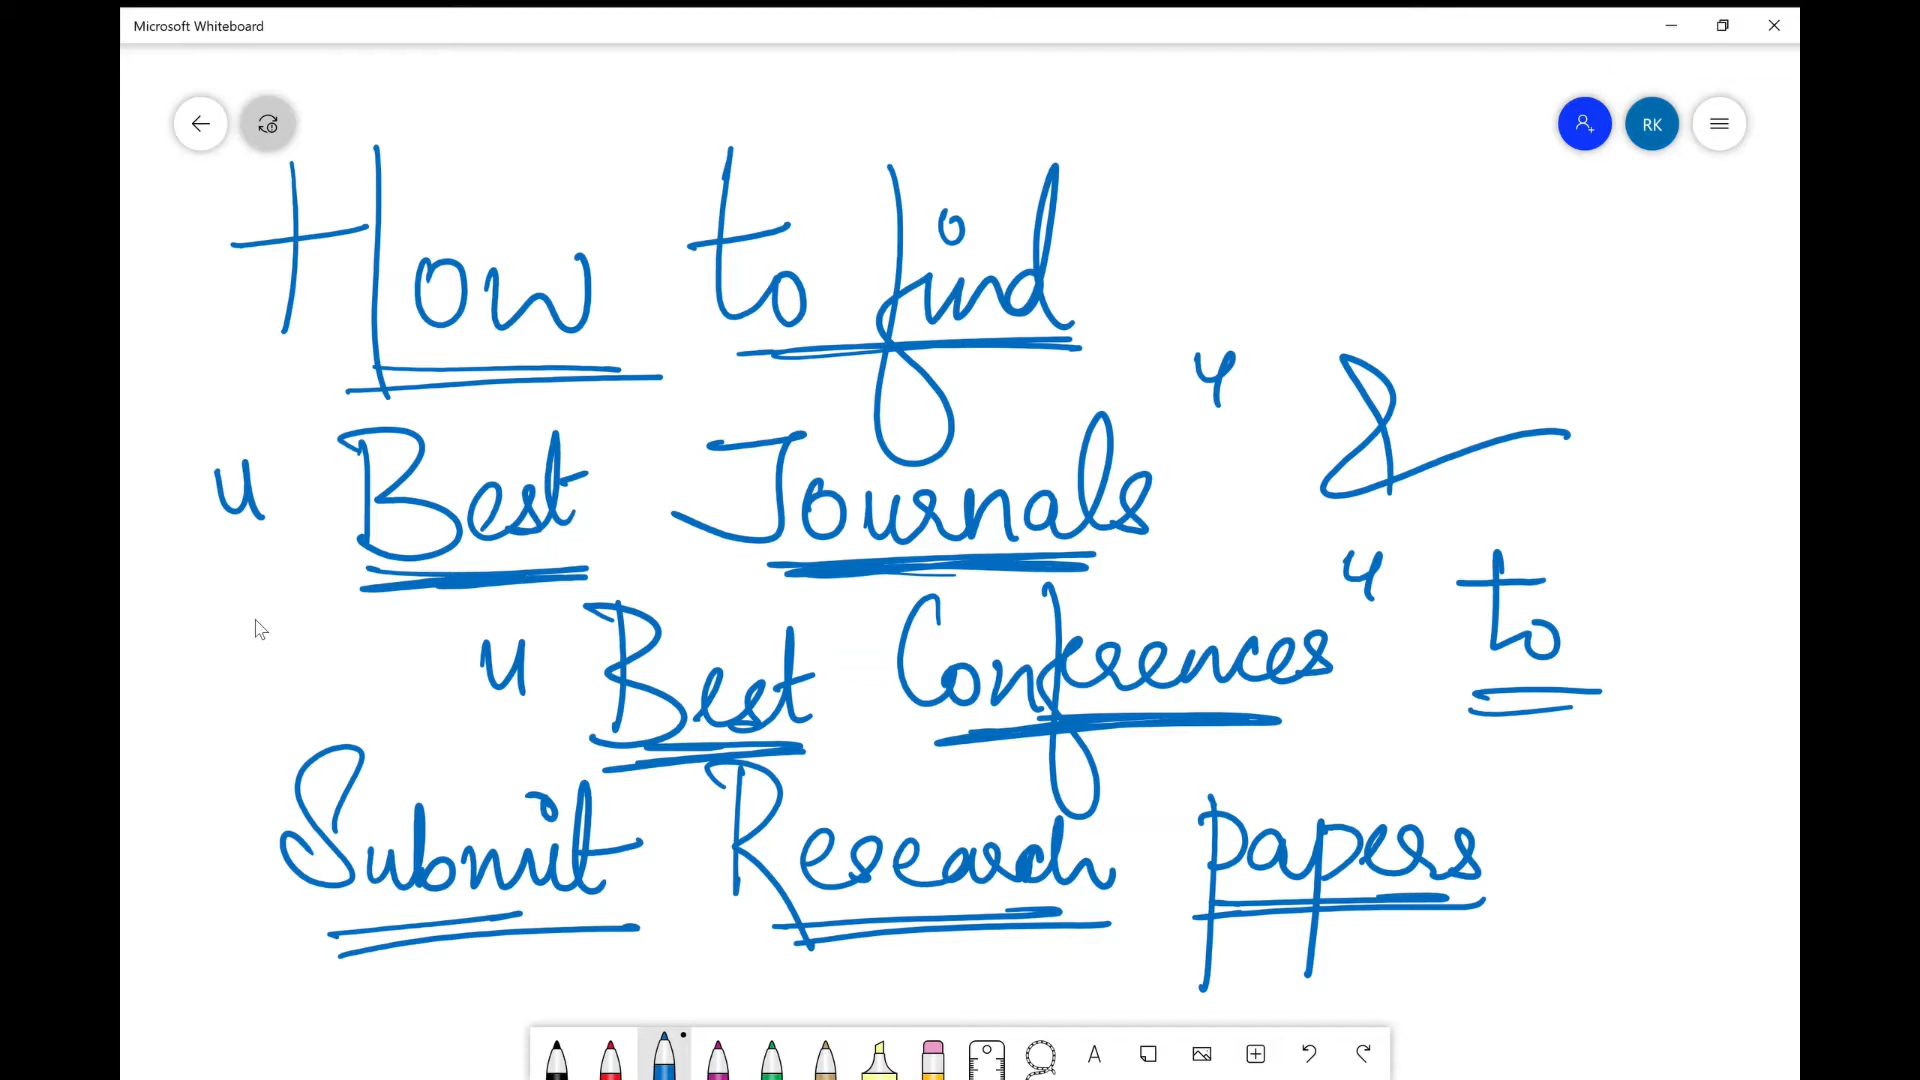 Microsoft Whiteboard
RK
How to find
"Best Journals" &
"Best Conferences" to
Submit Research papers